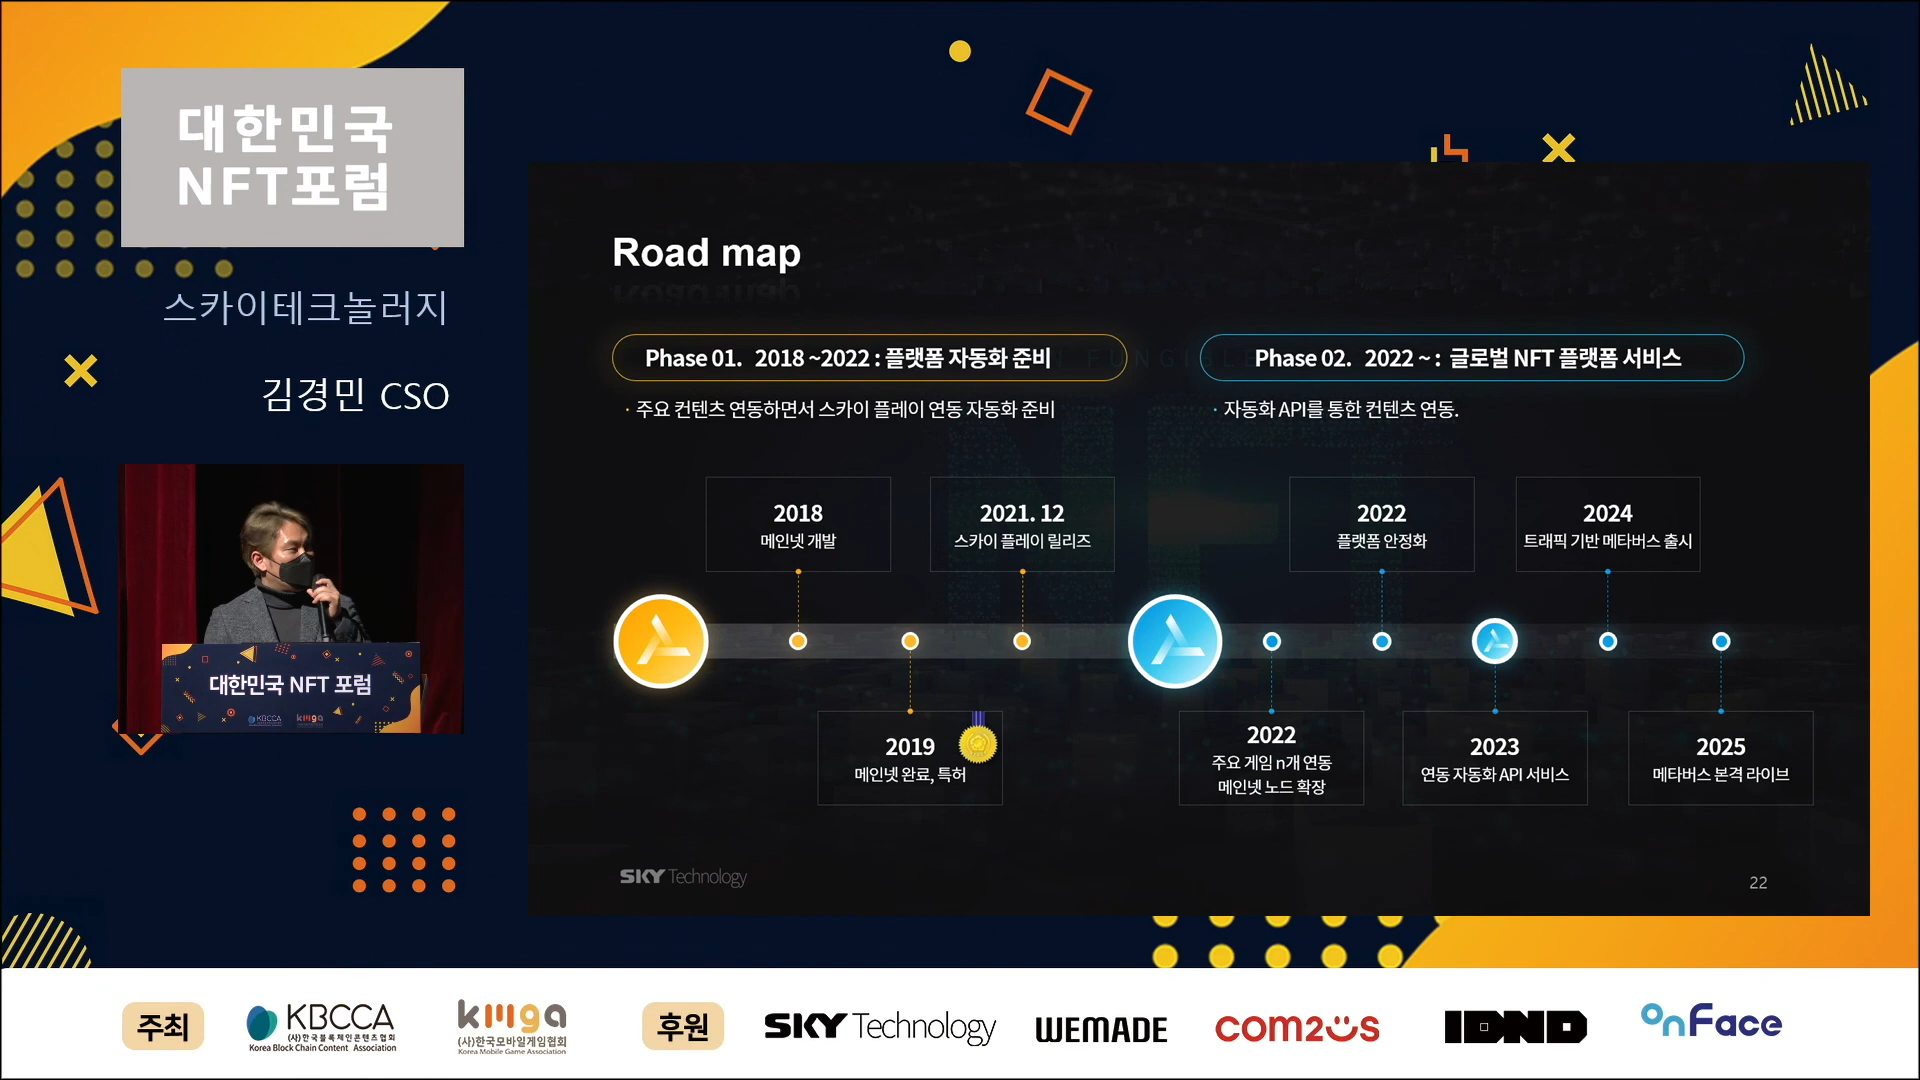 대한민국
NFT포럼
스카이테크놀러지
김경민 CSO
대한민국 NFT 포럼
KBCCA
kmga
Road map
Phase 01. 2018 ~2022 : 플랫폼 자동화 준비
· 주요 컨텐츠 연동하면서 스카이 플레이 연동 자동화 준비
Phase 02. 2022 ~ : 글로벌 NFT 플랫폼 서비스
· 자동화 API를 통한 컨텐츠 연동.
2018
메인넷 개발
2021. 12
스카이 플레이 릴리즈
2022
플랫폼 안정화
2024
트래픽 기반 메타버스 출시
2019
메인넷 완료, 특허
2022
주요 게임 n개 연동
메인넷 노드 확장
2023
연동 자동화 API 서비스
2025
메타버스 본격 라이브
SKY Technology
22
주최
KBCCA
(사)한국블록체인콘텐츠협회
Korea Block Chain Content Association
kmga
(사)한국모바일게임협회
Korea Mobile Game Association
후원
SKY Technology
WEMADE
com2us
IDND
onFace